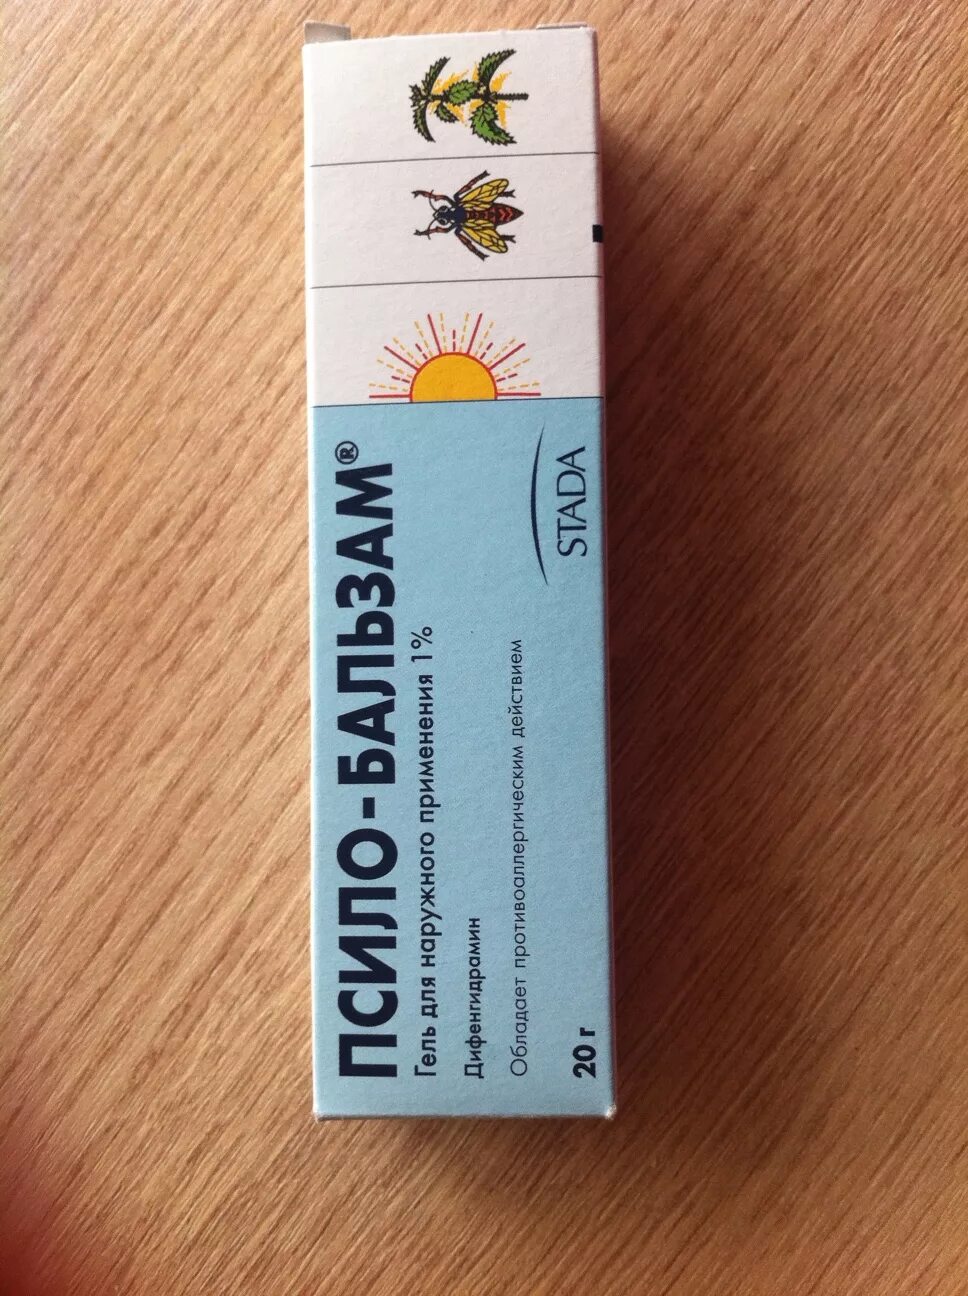 ПСИЛО-БАЛЬЗАМ®
Гель для наружного применения 1%
Дифенгидрамин
Обладает противоаллергическим действием
20 г
STADA